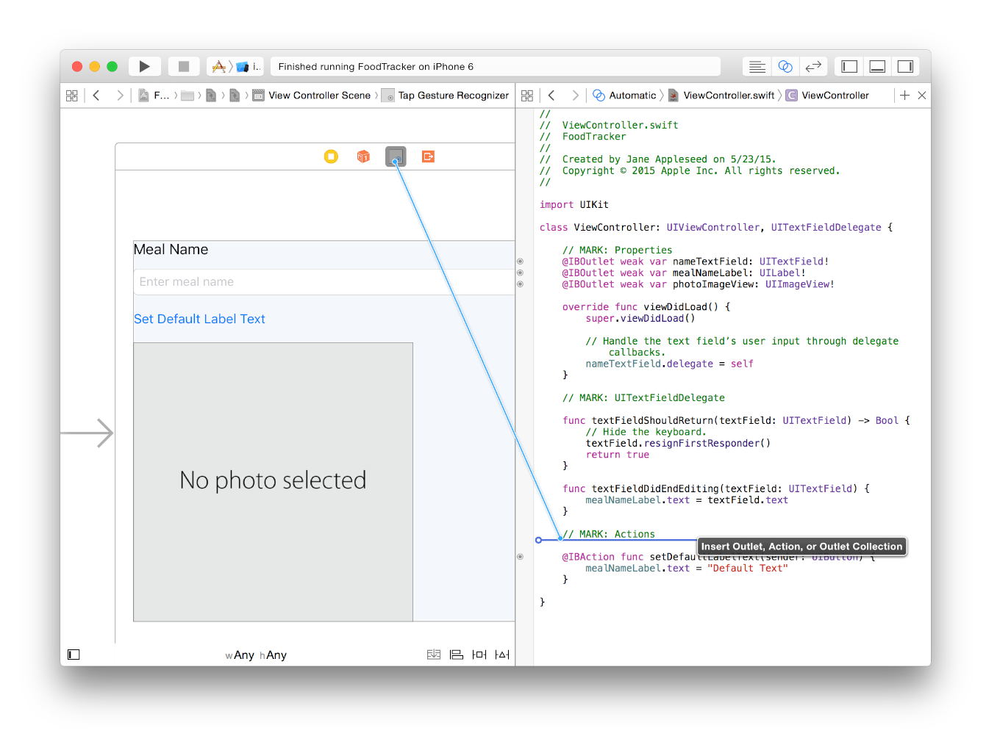 i..
Finished running FoodTracker on iPhone 6
F...
View Controller Scene
Tap Gesture Recognizer
Automatic
ViewController.swift
C
ViewController
//
//  ViewController.swift
//  FoodTracker
//
//  Created by Jane Appleseed on 5/23/15.
//  Copyright © 2015 Apple Inc. All rights reserved.
//
import UIKit
class ViewController: UIViewController, UITextFieldDelegate {
// MARK: Properties
@IBOutlet weak var nameTextField: UITextField!
@IBOutlet weak var mealNameLabel: UILabel!
@IBOutlet weak var photoImageView: UIImageView!
override func viewDidLoad() {
super.viewDidLoad()
// Handle the text field’s user input through delegate
callbacks.
nameTextField.delegate = self
}
// MARK: UITextFieldDelegate
func textFieldShouldReturn(textField: UITextField) -> Bool {
// Hide the keyboard.
textField.resignFirstResponder()
return true
}
func textFieldDidEndEditing(textField: UITextField) {
mealNameLabel.text = textField.text
}
// MARK: Actions
Insert Outlet, Action, or Outlet Collection
@IBAction func setDefaultLabelText(sender: UIButton) {
mealNameLabel.text = "Default Text"
}
}
Meal Name
Enter meal name
Set Default Label Text
No photo selected
wAny hAny